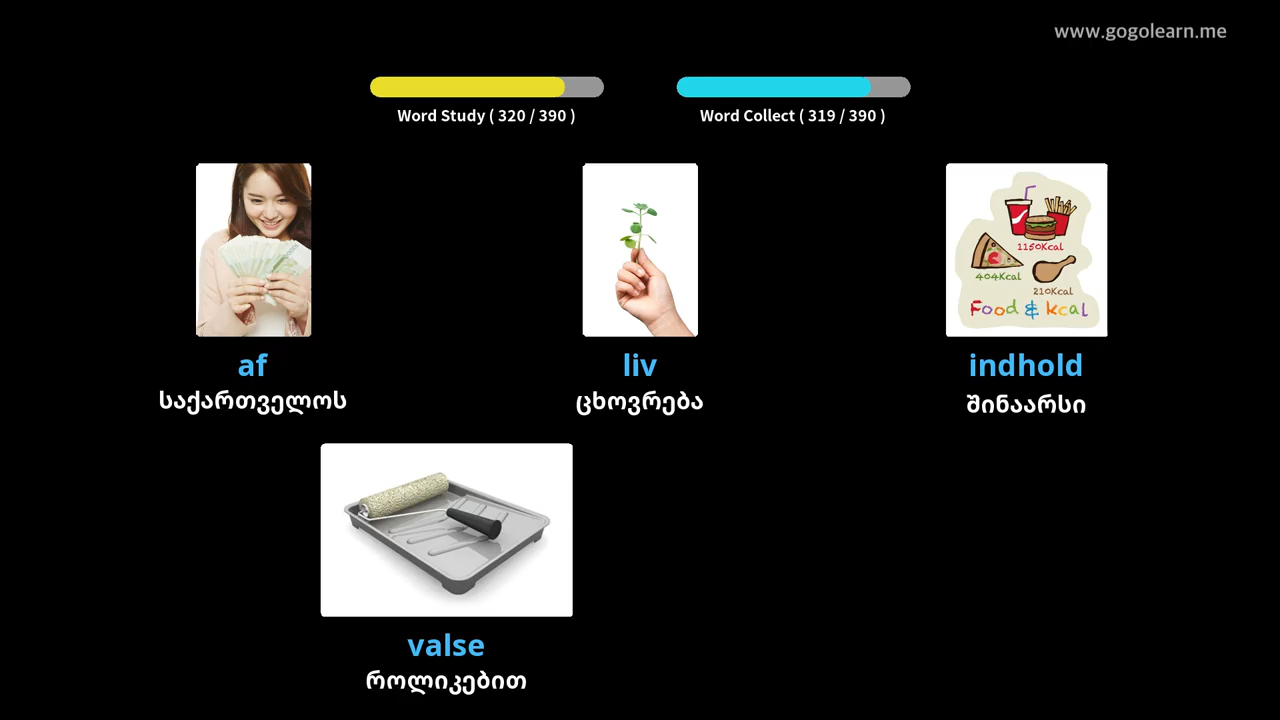 www.gogolearn.me
Word Study ( 320 / 390 )
Word Collect ( 319 / 390 )
1150Kcal
404Kcal
210Kcal
Food & kcal
af
liv
indhold
საქართველოს
ცხოვრება
შინაარსი
valse
როლიკებით